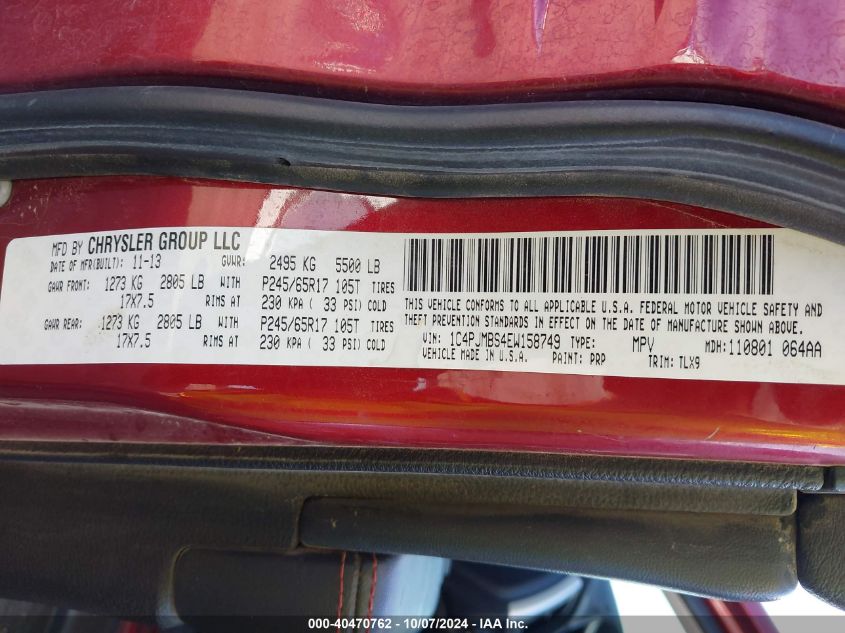 MFD BY CHRYSLER GROUP LLC
DATE OF MFR(BUILT): 11-13 GVWR: 2495 KG 5500 LB
GAWR FRONT: 1273 KG 2805 LB WITH P245/65R17 105T TIRES
17X7.5 RIMS AT 230 KPA ( 33 PSI) COLD
GAWR REAR: 1273 KG 2805 LB WITH P245/65R17 105T TIRES
17X7.5 RIMS AT 230 KPA ( 33 PSI) COLD
THIS VEHICLE CONFORMS TO ALL APPLICABLE U.S.A. FEDERAL MOTOR VEHICLE SAFETY AND
THEFT PREVENTION STANDARDS IN EFFECT ON THE DATE OF MANUFACTURE SHOWN ABOVE.
VIN: 1C4PJMBS4EW158749 TYPE: MPV MDH:110801 064AA
VEHICLE MADE IN U.S.A. PAINT: PRP TRIM: TLX9
000-40470762 - 10/07/2024 - IAAI.com